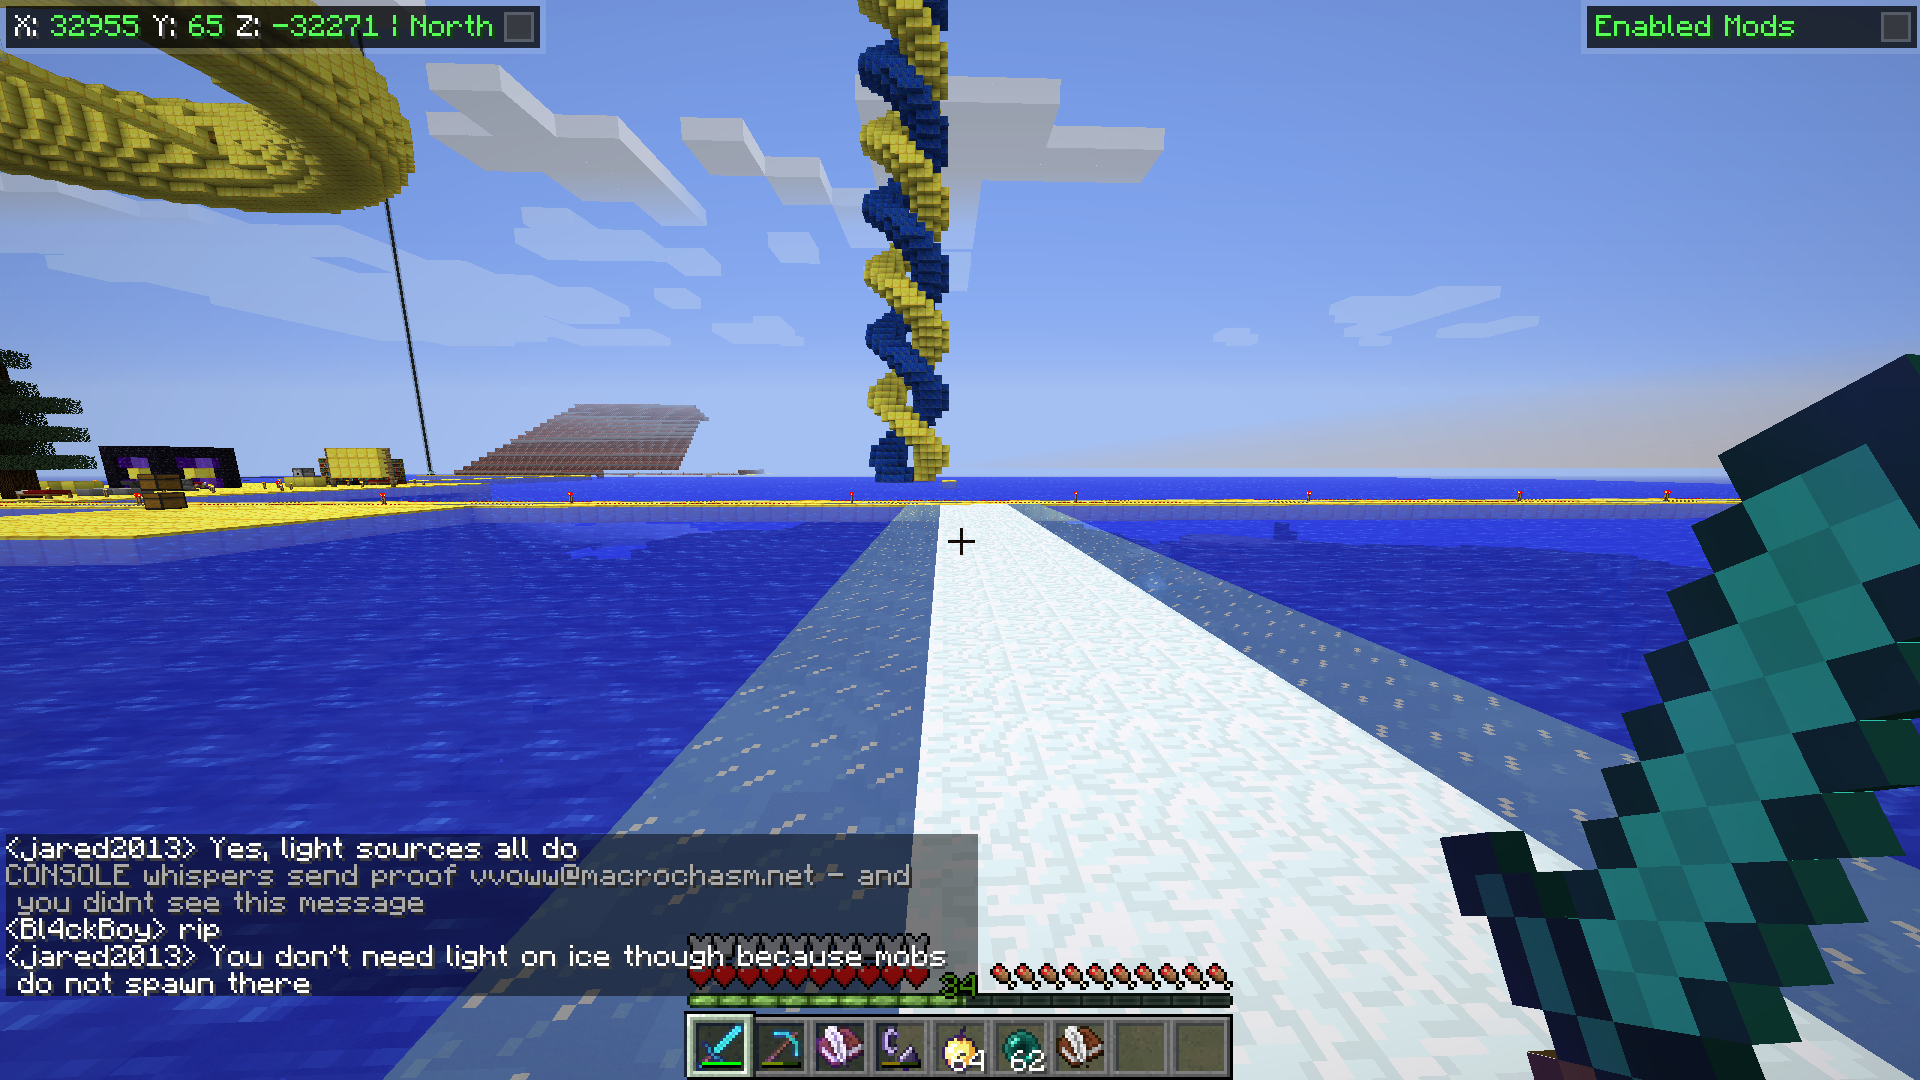 X: 32955 Y: 65 Z: -32271 | North
Enabled Mods
<jared2013> Yes, light sources all do
CONSOLE whispers send proof vvoww@macrochasm.net - and
you didnt see this message
<Bl4ckBoy> rip
<jared2013> You don't need light on ice though because mobs
do not spawn there
34
64
62